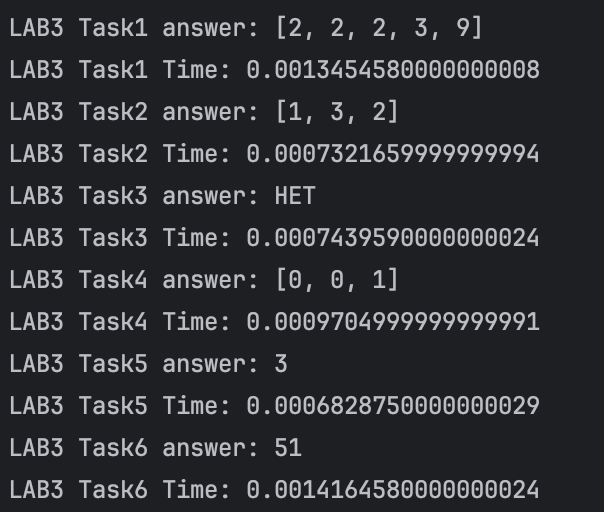 LAB3 Task1 answer: [2, 2, 2, 3, 9]
LAB3 Task1 Time: 0.0013454580000000008
LAB3 Task2 answer: [1, 3, 2]
LAB3 Task2 Time: 0.0007321659999999994
LAB3 Task3 answer: НЕТ
LAB3 Task3 Time: 0.0007439590000000024
LAB3 Task4 answer: [0, 0, 1]
LAB3 Task4 Time: 0.0009704999999999991
LAB3 Task5 answer: 3
LAB3 Task5 Time: 0.0006828750000000029
LAB3 Task6 answer: 51
LAB3 Task6 Time: 0.0014164580000000024